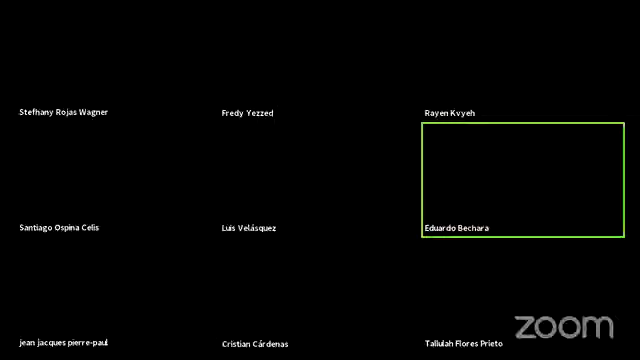 Stefhany Rojas Wagner
Fredy Yezzed
Rayen Kvyeh
Santiago Ospina Celis
Luis Velásquez
Eduardo Bechara
jean jacques pierre-paul
Cristian Cárdenas
Tallulah Flores Prieto
zoom